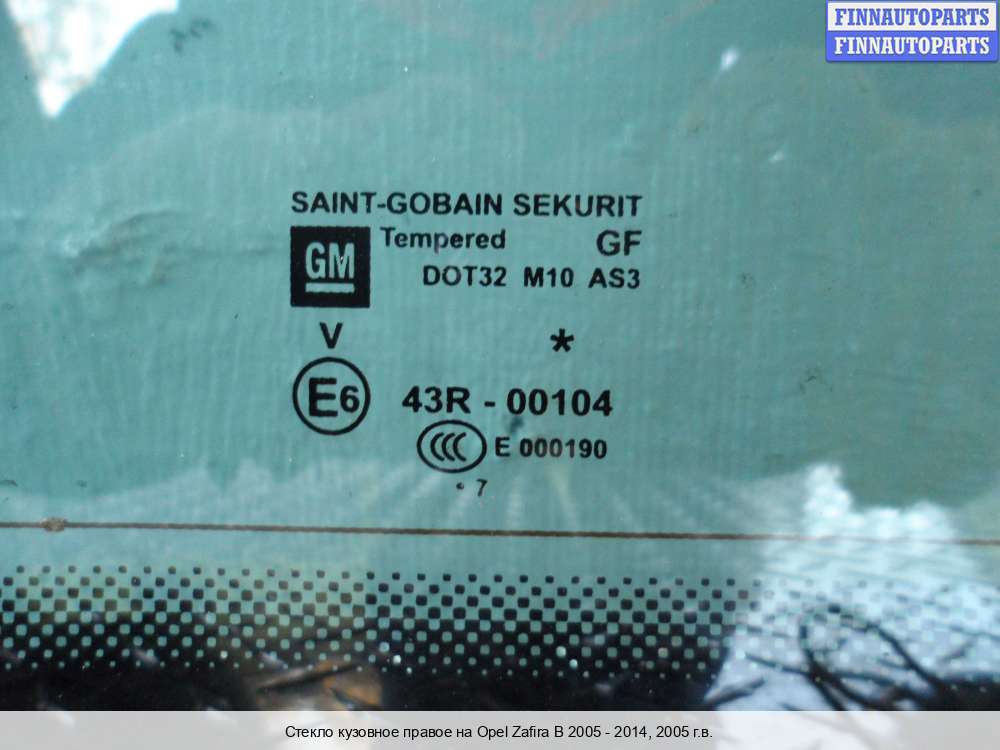 FINNAUTOPARTS
FINNAUTOPARTS
SAINT-GOBAIN SEKURIT
GM
Tempered GF
DOT32 M10 AS3
V *
E6 43R - 00104
CCC E 000190
. 7
Стекло кузовное правое на Opel Zafira B 2005 - 2014, 2005 г.в.